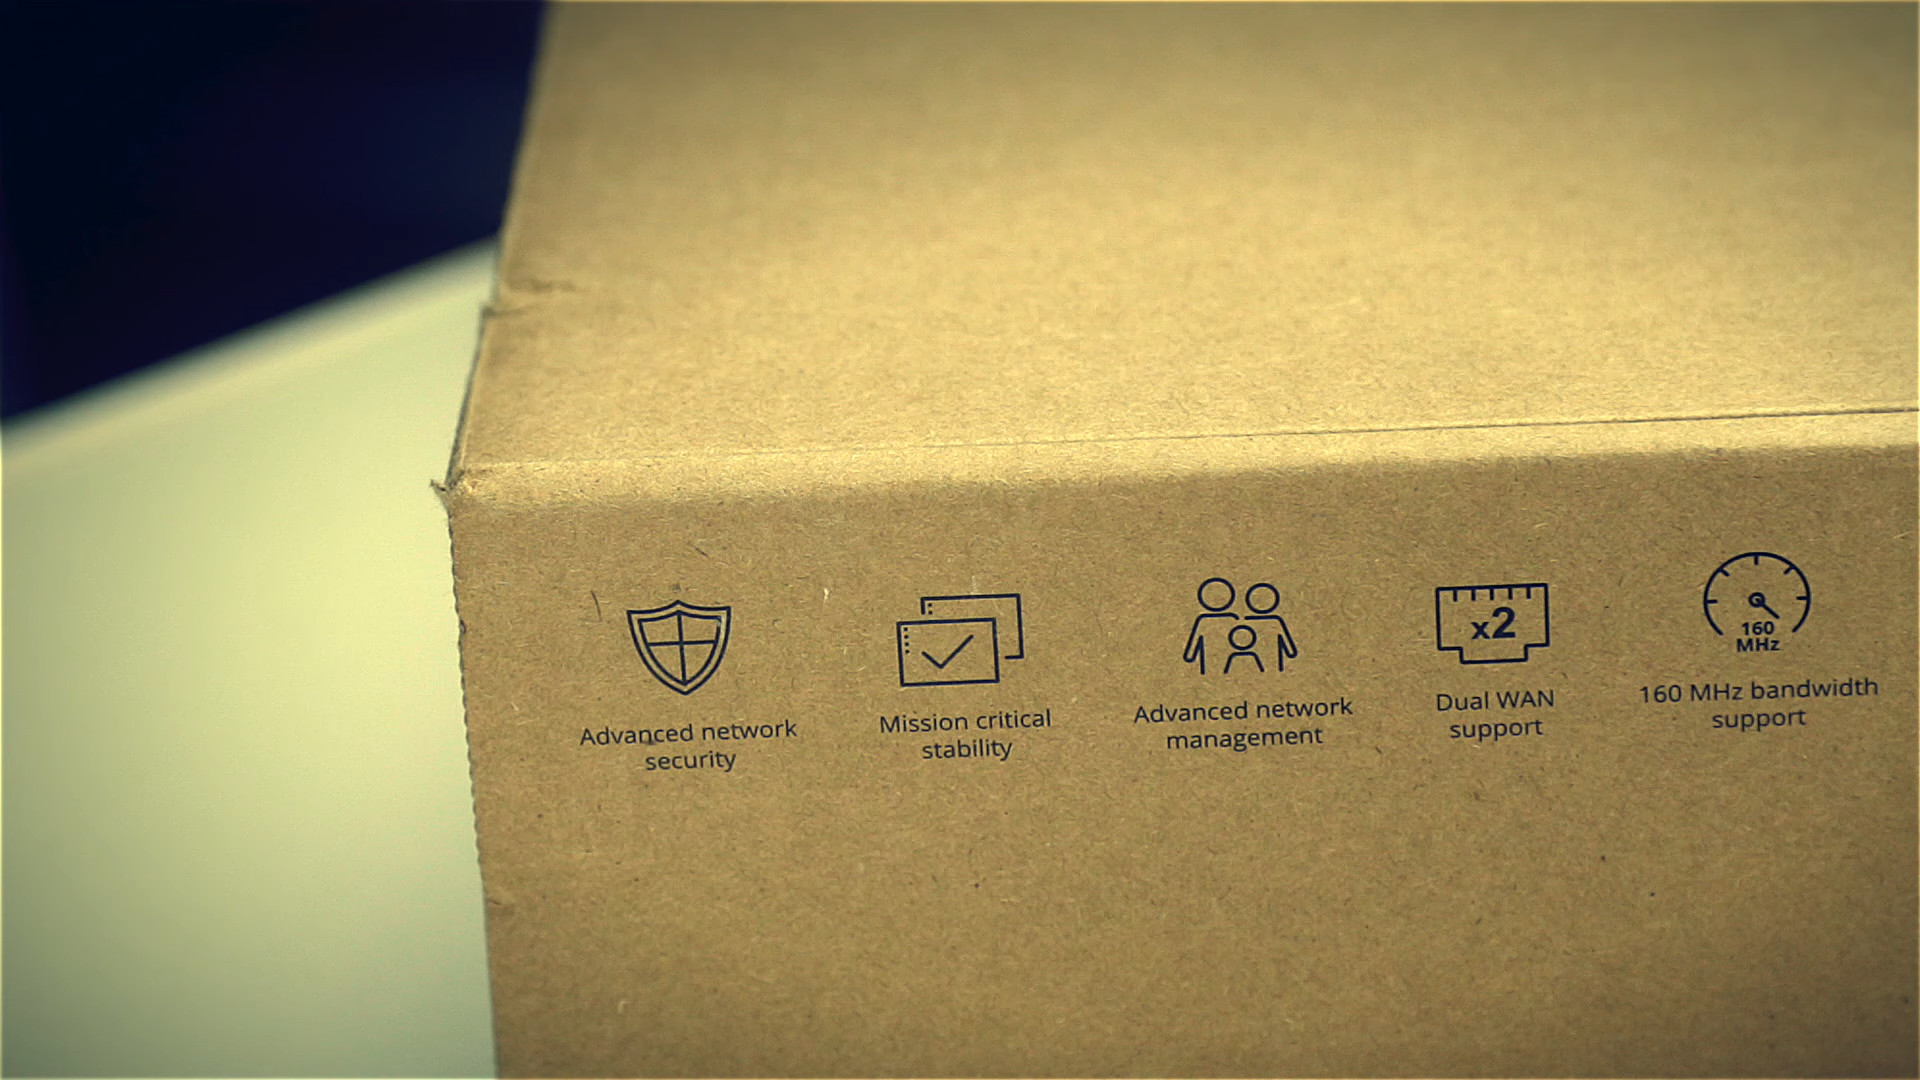 x2
160
MHz
Advanced network
security
Mission critical
stability
Advanced network
management
Dual WAN
support
160 MHz bandwidth
support